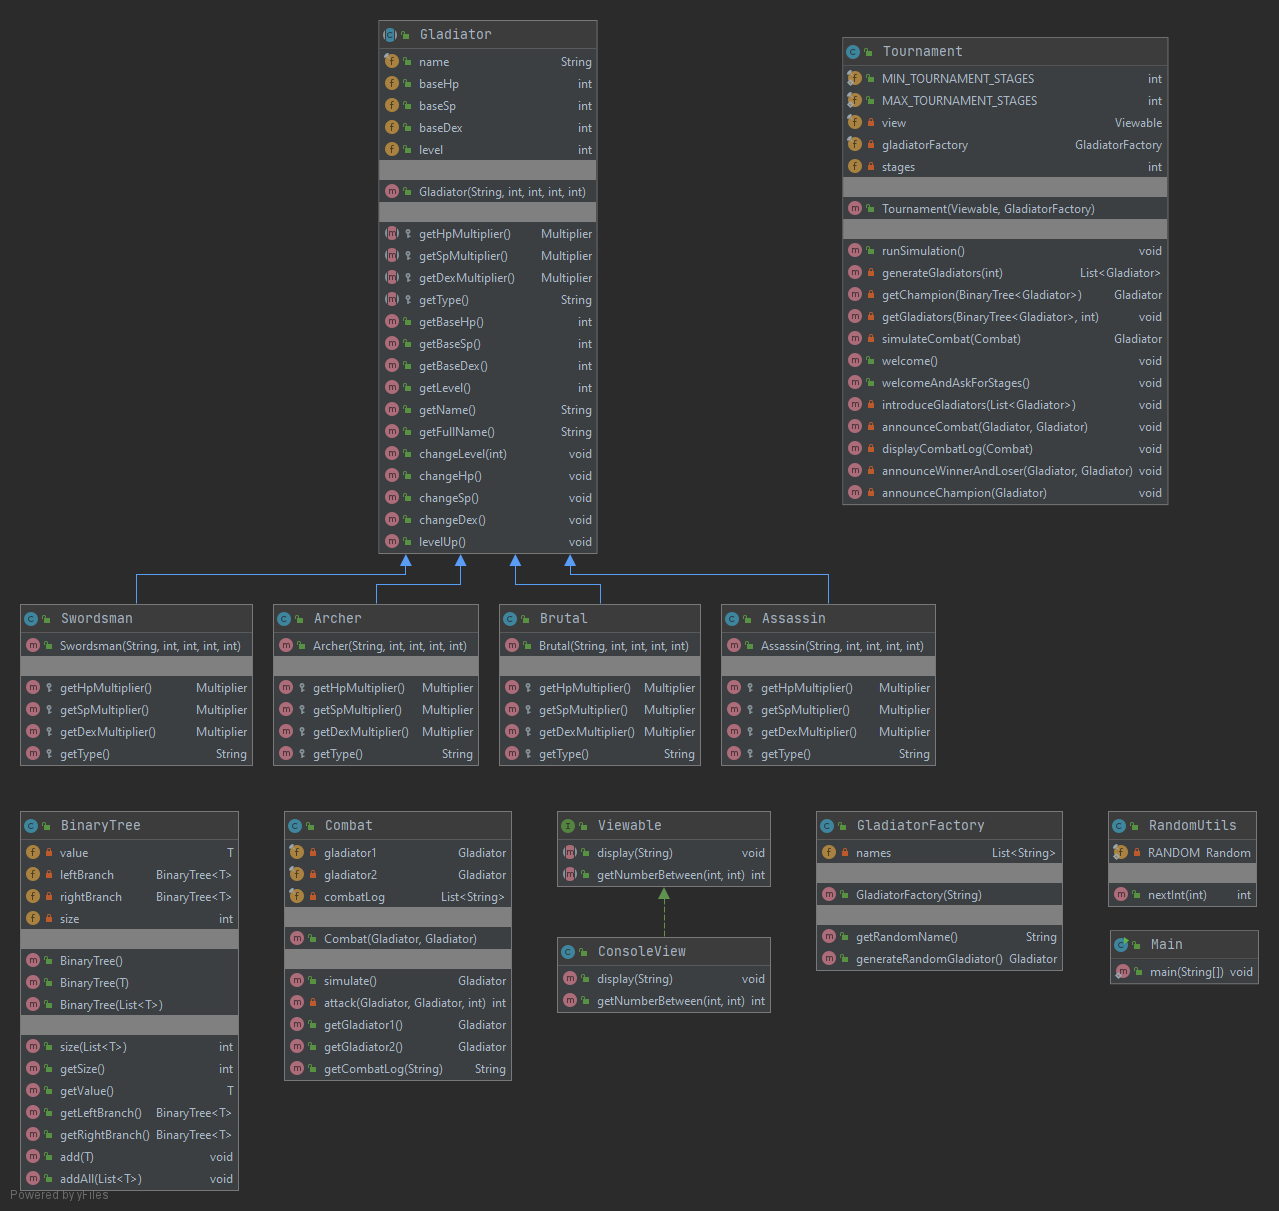 Gladiator
name String
baseHp int
baseSp int
baseDex int
level int
Gladiator(String, int, int, int, int)
getHpMultiplier() Multiplier
getSpMultiplier() Multiplier
getDexMultiplier() Multiplier
getType() String
getBaseHp() int
getBaseSp() int
getBaseDex() int
getLevel() int
getName() String
getFullName() String
changeLevel(int) void
changeHp() void
changeSp() void
changeDex() void
levelUp() void
Tournament
MIN_TOURNAMENT_STAGES int
MAX_TOURNAMENT_STAGES int
view Viewable
gladiatorFactory GladiatorFactory
stages int
Tournament(Viewable, GladiatorFactory)
runSimulation() void
generateGladiators(int) List<Gladiator>
getChampion(BinaryTree<Gladiator>) Gladiator
getGladiators(BinaryTree<Gladiator>, int) void
simulateCombat(Combat) Gladiator
welcome() void
welcomeAndAskForStages() void
introduceGladiators(List<Gladiator>) void
announceCombat(Gladiator, Gladiator) void
displayCombatLog(Combat) void
announceWinnerAndLoser(Gladiator, Gladiator) void
announceChampion(Gladiator) void
Swordsman
Swordsman(String, int, int, int, int)
getHpMultiplier() Multiplier
getSpMultiplier() Multiplier
getDexMultiplier() Multiplier
getType() String
Archer
Archer(String, int, int, int, int)
getHpMultiplier() Multiplier
getSpMultiplier() Multiplier
getDexMultiplier() Multiplier
getType() String
Brutal
Brutal(String, int, int, int, int)
getHpMultiplier() Multiplier
getSpMultiplier() Multiplier
getDexMultiplier() Multiplier
getType() String
Assassin
Assassin(String, int, int, int, int)
getHpMultiplier() Multiplier
getSpMultiplier() Multiplier
getDexMultiplier() Multiplier
getType() String
BinaryTree
value T
leftBranch BinaryTree<T>
rightBranch BinaryTree<T>
size int
BinaryTree()
BinaryTree(T)
BinaryTree(List<T>)
size(List<T>) int
getSize() int
getValue() T
getLeftBranch() BinaryTree<T>
getRightBranch() BinaryTree<T>
add(T) void
addAll(List<T>) void
Combat
gladiator1 Gladiator
gladiator2 Gladiator
combatLog List<String>
Combat(Gladiator, Gladiator)
simulate() Gladiator
attack(Gladiator, Gladiator, int) int
getGladiator1() Gladiator
getGladiator2() Gladiator
getCombatLog(String) String
Viewable
display(String) void
getNumberBetween(int, int) int
ConsoleView
display(String) void
getNumberBetween(int, int) int
GladiatorFactory
names List<String>
GladiatorFactory(String)
getRandomName() String
generateRandomGladiator() Gladiator
RandomUtils
RANDOM Random
nextInt(int) int
Main
main(String[]) void
Powered by yFiles